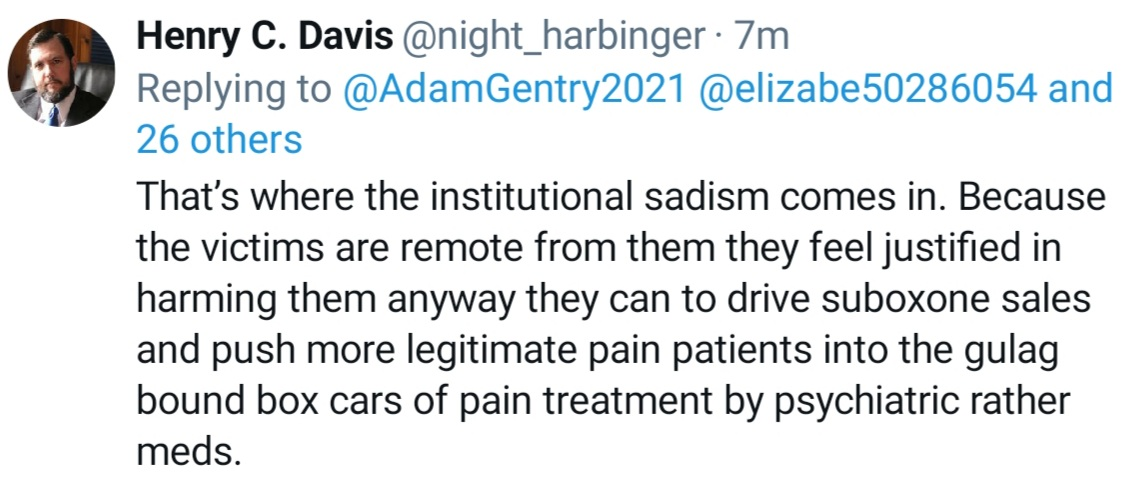 Henry C. Davis @night_harbinger · 7m
Replying to @AdamGentry2021 @elizabe50286054 and
26 others
That’s where the institutional sadism comes in. Because
the victims are remote from them they feel justified in
harming them anyway they can to drive suboxone sales
and push more legitimate pain patients into the gulag
bound box cars of pain treatment by psychiatric rather
meds.